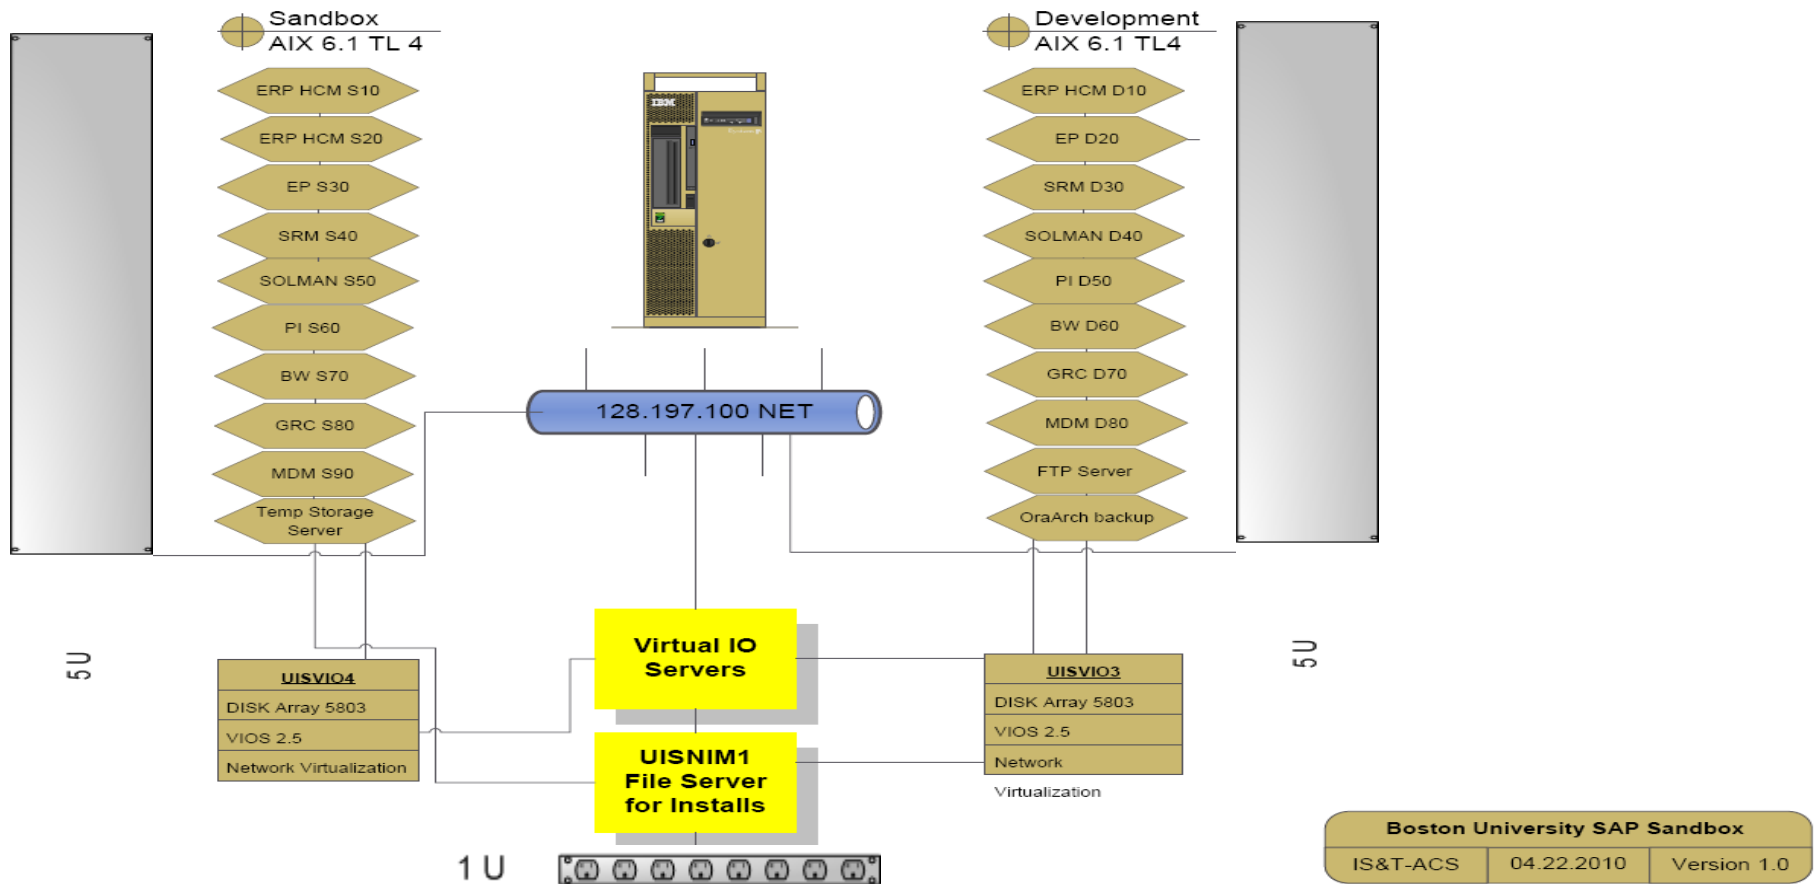 Sandbox
AIX 6.1 TL 4
ERP HCM S10
ERP HCM S20
EP S30
SRM S40
SOLMAN S50
PI S60
BW S70
GRC S80
MDM S90
Temp Storage
Server
5U
UISVIO4
DISK Array 5803
VIOS 2.5
Network Virtualization
IBM
128.197.100 NET
Virtual IO
Servers
UISNIM1
File Server
for Installs
1 U
Development
AIX 6.1 TL4
ERP HCM D10
EP D20
SRM D30
SOLMAN D40
PI D50
BW D60
GRC D70
MDM D80
FTP Server
OraArch backup
UISVIO3
DISK Array 5803
VIOS 2.5
Network
Virtualization
5U
Boston University SAP Sandbox
IS&T-ACS
04.22.2010
Version 1.0